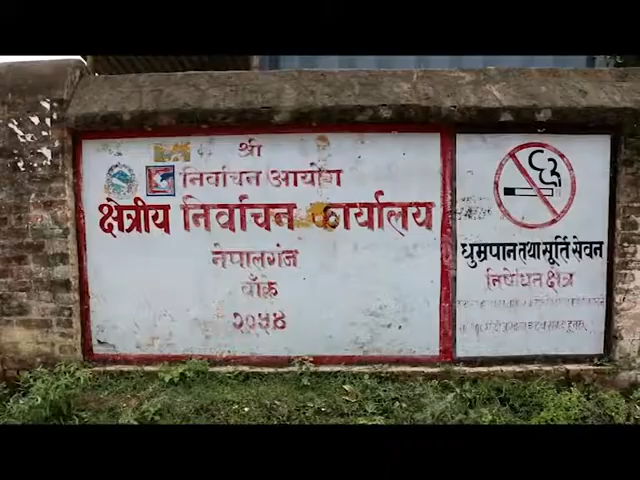 श्री
निर्वाचन आयोग
क्षेत्रीय निर्वाचन कार्यालय
नेपालगंज
बाँके
२०५४
धुम्रपान तथा सूर्ति सेवन
निषेधित क्षेत्र